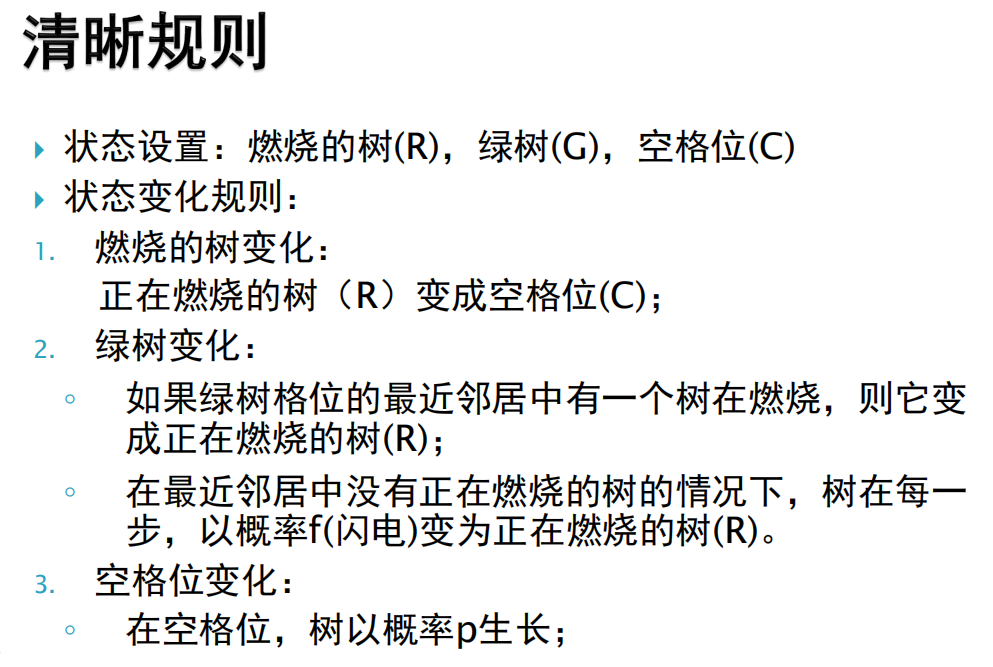 清晰规则
状态设置：燃烧的树(R)，绿树(G)，空格位(C)
状态变化规则：
1. 燃烧的树变化：
正在燃烧的树（R）变成空格位(C)；
2. 绿树变化：
如果绿树格位的最近邻居中有一个树在燃烧，则它变
成正在燃烧的树(R)；
在最近邻居中没有正在燃烧的树的情况下，树在每一
步，以概率f(闪电)变为正在燃烧的树(R)。
3. 空格位变化：
在空格位，树以概率p生长；